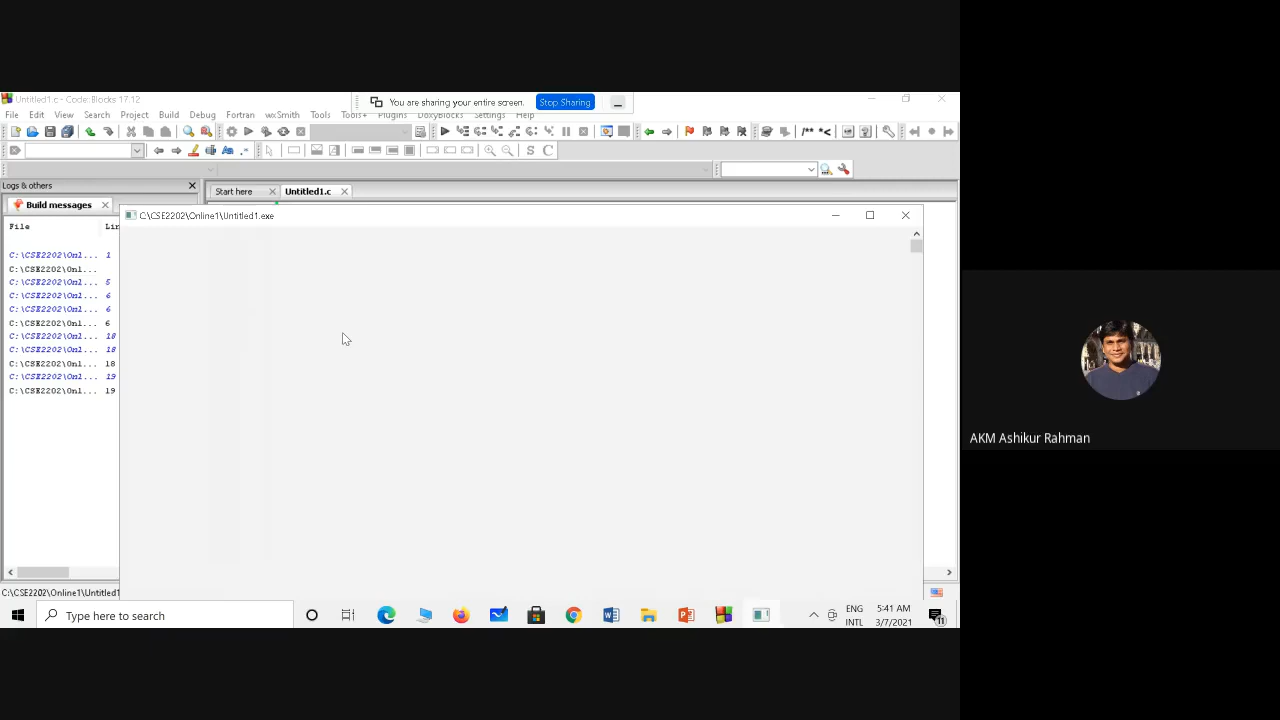 Untitled1.c - Code::Blocks 17.12
You are sharing your entire screen.
Stop Sharing
File Edit View Search Project Build Debug Fortran wxSmith Tools Tools+ Plugins DoxyBlocks Settings Help
Logs & others
Start here
Untitled1.c
Build messages
C:\CSE2202\Online1\Untitled1.exe
File
C:\CSE2202\Onl... 1
C:\CSE2202\Onl...
C:\CSE2202\Onl... 5
C:\CSE2202\Onl... 6
C:\CSE2202\Onl... 6
C:\CSE2202\Onl... 6
C:\CSE2202\Onl... 18
C:\CSE2202\Onl... 18
C:\CSE2202\Onl... 18
C:\CSE2202\Onl... 19
C:\CSE2202\Onl... 19
AKM Ashikur Rahman
C:\CSE2202\Online1\Untitled1
Type here to search
ENG
INTL
5:41 AM
3/7/2021
11